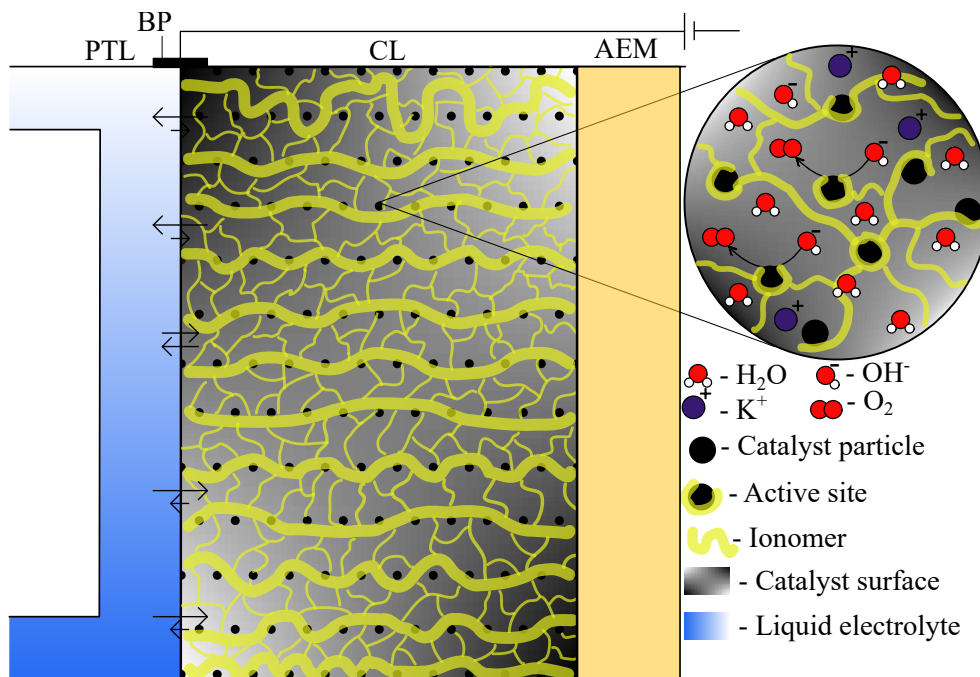 BP
PTL CL AEM
+
-
+
-
-
+
- H₂O
- OH⁻
+
- K⁺
- O₂
- Catalyst particle
- Active site
- Ionomer
- Catalyst surface
- Liquid electrolyte